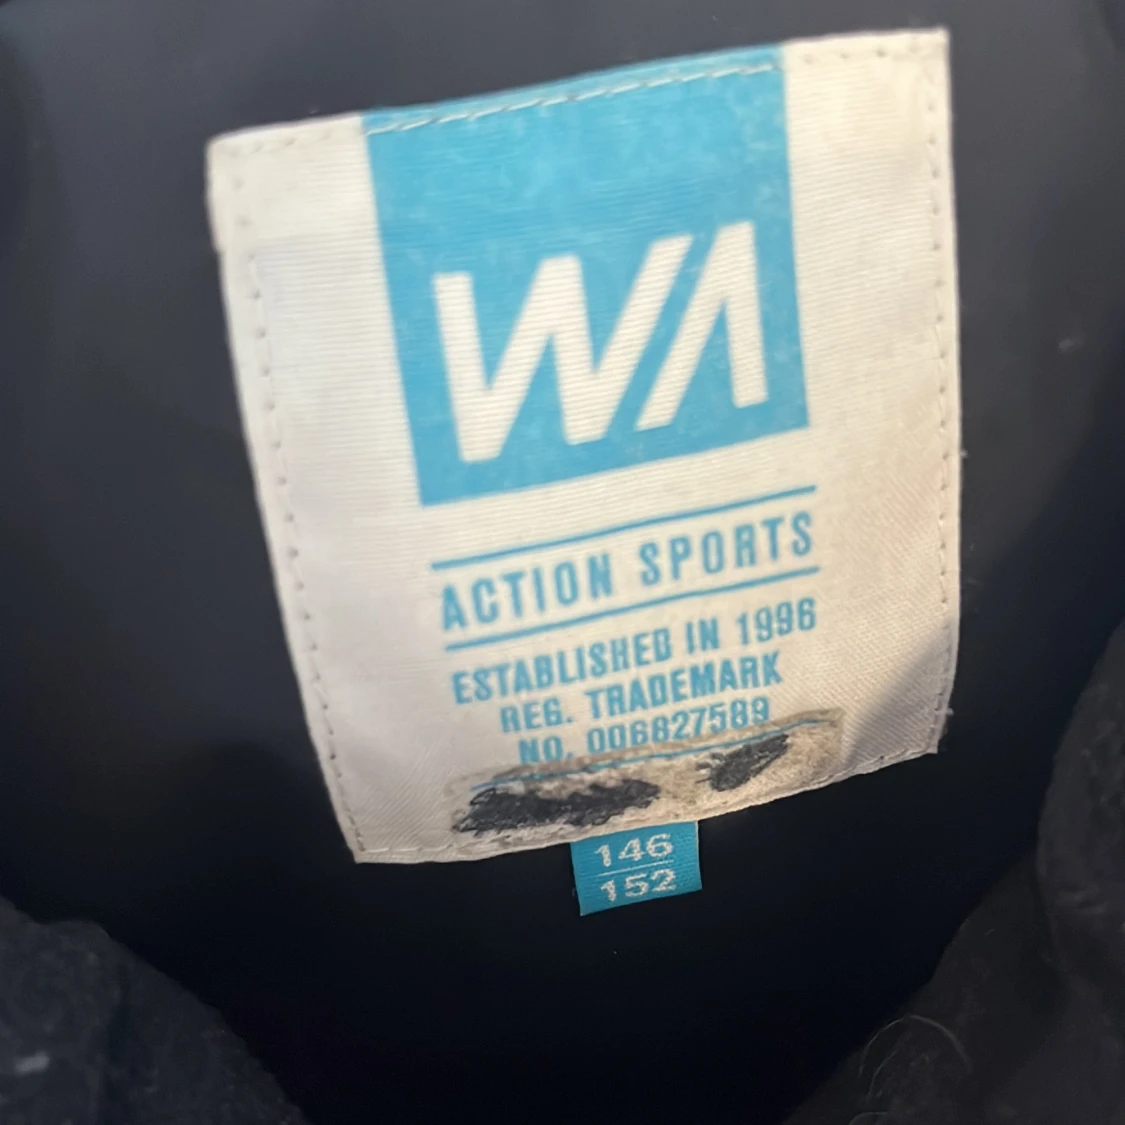 WA
ACTION SPORTS
ESTABLISHED IN 1996
REG. TRADEMARK
NO. 006827589
146
152